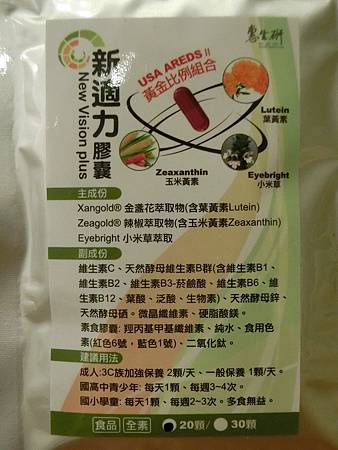 新適力膠囊
New Vision plus
USA AREDSⅡ
黃金比例組合
Lutein
葉黃素
Zeaxanthin
玉米黃素
Eyebright
小米草
主成份
Xangold® 金盞花萃取物(含葉黃素Lutein)
Zeagold® 辣椒萃取物(含玉米黃素Zeaxanthin)
Eyebright 小米草萃取
副成份
維生素C、天然酵母維生素B群(含維生素B1、
維生素B2、維生素B3-菸鹼酸、維生素B6、維
生素B12、葉酸、泛酸、生物素)、天然酵母鋅、
天然酵母硒。微晶纖維素、硬脂酸鎂。
素食膠囊: 羥丙基甲基纖維素、純水、食用色
素(紅色6號，藍色1號)、二氧化鈦。
建議用法
成人:3C族加強保養 2顆/天、一般保養 1顆/天。
國高中青少年: 每天1顆、每週3~4次。
國小學童: 每天1顆、每週2~3次。多食無益。
食品 全素 20顆/ 30顆